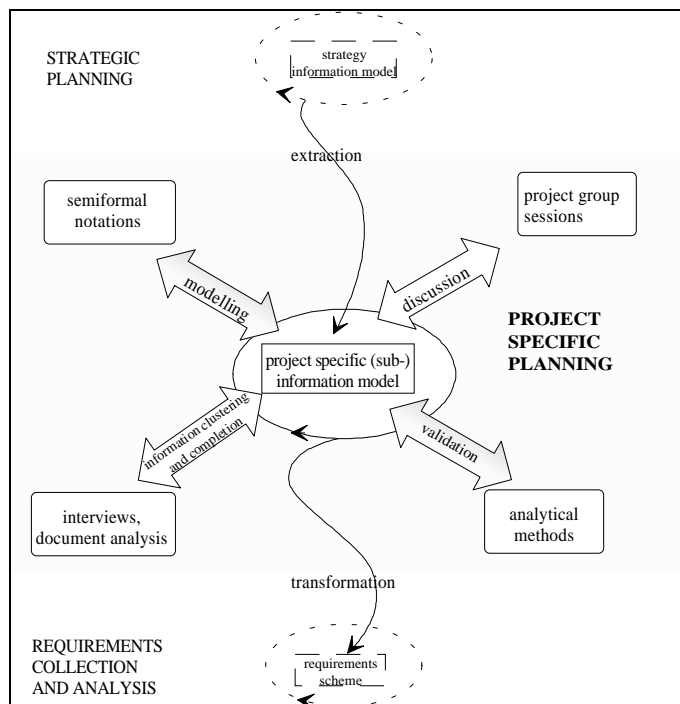 STRATEGIC
PLANNING
strategy
information model
extraction
semiformal
notations
project group
sessions
modelling
discussion
PROJECT
SPECIFIC
PLANNING
project specific (sub-)
information model
information clustering
and completion
validation
interviews,
document analysis
analytical
methods
transformation
REQUIREMENTS
COLLECTION
AND ANALYSIS
requirements
scheme